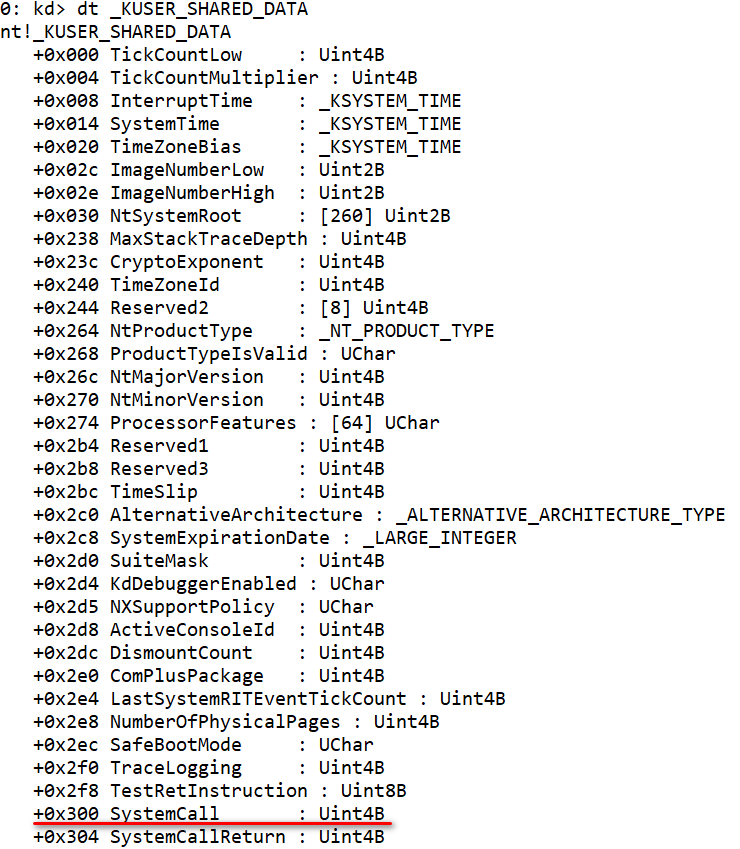 0: kd> dt _KUSER_SHARED_DATA
nt!_KUSER_SHARED_DATA
   +0x000 TickCountLow     : Uint4B
   +0x004 TickCountMultiplier : Uint4B
   +0x008 InterruptTime    : _KSYSTEM_TIME
   +0x014 SystemTime       : _KSYSTEM_TIME
   +0x020 TimeZoneBias     : _KSYSTEM_TIME
   +0x02c ImageNumberLow   : Uint2B
   +0x02e ImageNumberHigh  : Uint2B
   +0x030 NtSystemRoot     : [260] Uint2B
   +0x238 MaxStackTraceDepth : Uint4B
   +0x23c CryptoExponent   : Uint4B
   +0x240 TimeZoneId       : Uint4B
   +0x244 Reserved2        : [8] Uint4B
   +0x264 NtProductType    : _NT_PRODUCT_TYPE
   +0x268 ProductTypeIsValid : UChar
   +0x26c NtMajorVersion   : Uint4B
   +0x270 NtMinorVersion   : Uint4B
   +0x274 ProcessorFeatures : [64] UChar
   +0x2b4 Reserved1        : Uint4B
   +0x2b8 Reserved3        : Uint4B
   +0x2bc TimeSlip         : Uint4B
   +0x2c0 AlternativeArchitecture : _ALTERNATIVE_ARCHITECTURE_TYPE
   +0x2c8 SystemExpirationDate : _LARGE_INTEGER
   +0x2d0 SuiteMask        : Uint4B
   +0x2d4 KdDebuggerEnabled : UChar
   +0x2d5 NXSupportPolicy  : UChar
   +0x2d8 ActiveConsoleId  : Uint4B
   +0x2dc DismountCount    : Uint4B
   +0x2e0 ComPlusPackage   : Uint4B
   +0x2e4 LastSystemRITEventTickCount : Uint4B
   +0x2e8 NumberOfPhysicalPages : Uint4B
   +0x2ec SafeBootMode     : UChar
   +0x2f0 TraceLogging     : Uint4B
   +0x2f8 TestRetInstruction : Uint8B
   +0x300 SystemCall       : Uint4B
   +0x304 SystemCallReturn : Uint4B